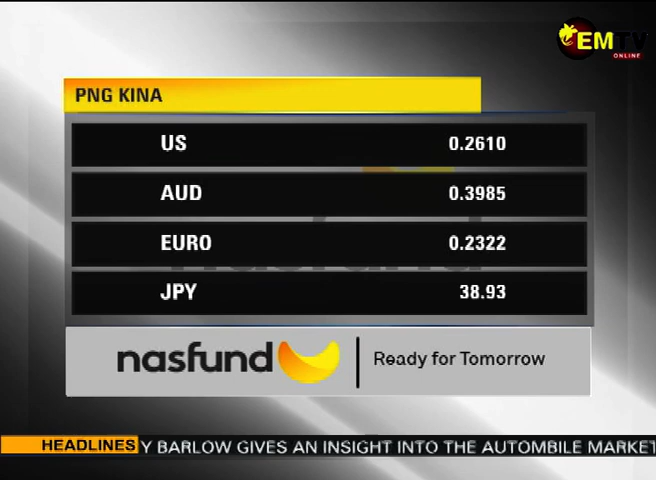 EMTV
ONLINE
PNG KINA
US 0.2610
AUD 0.3985
EURO 0.2322
JPY 38.93
nasfund Ready for Tomorrow
HEADLINES Y BARLOW GIVES AN INSIGHT INTO THE AUTOMBILE MARKET